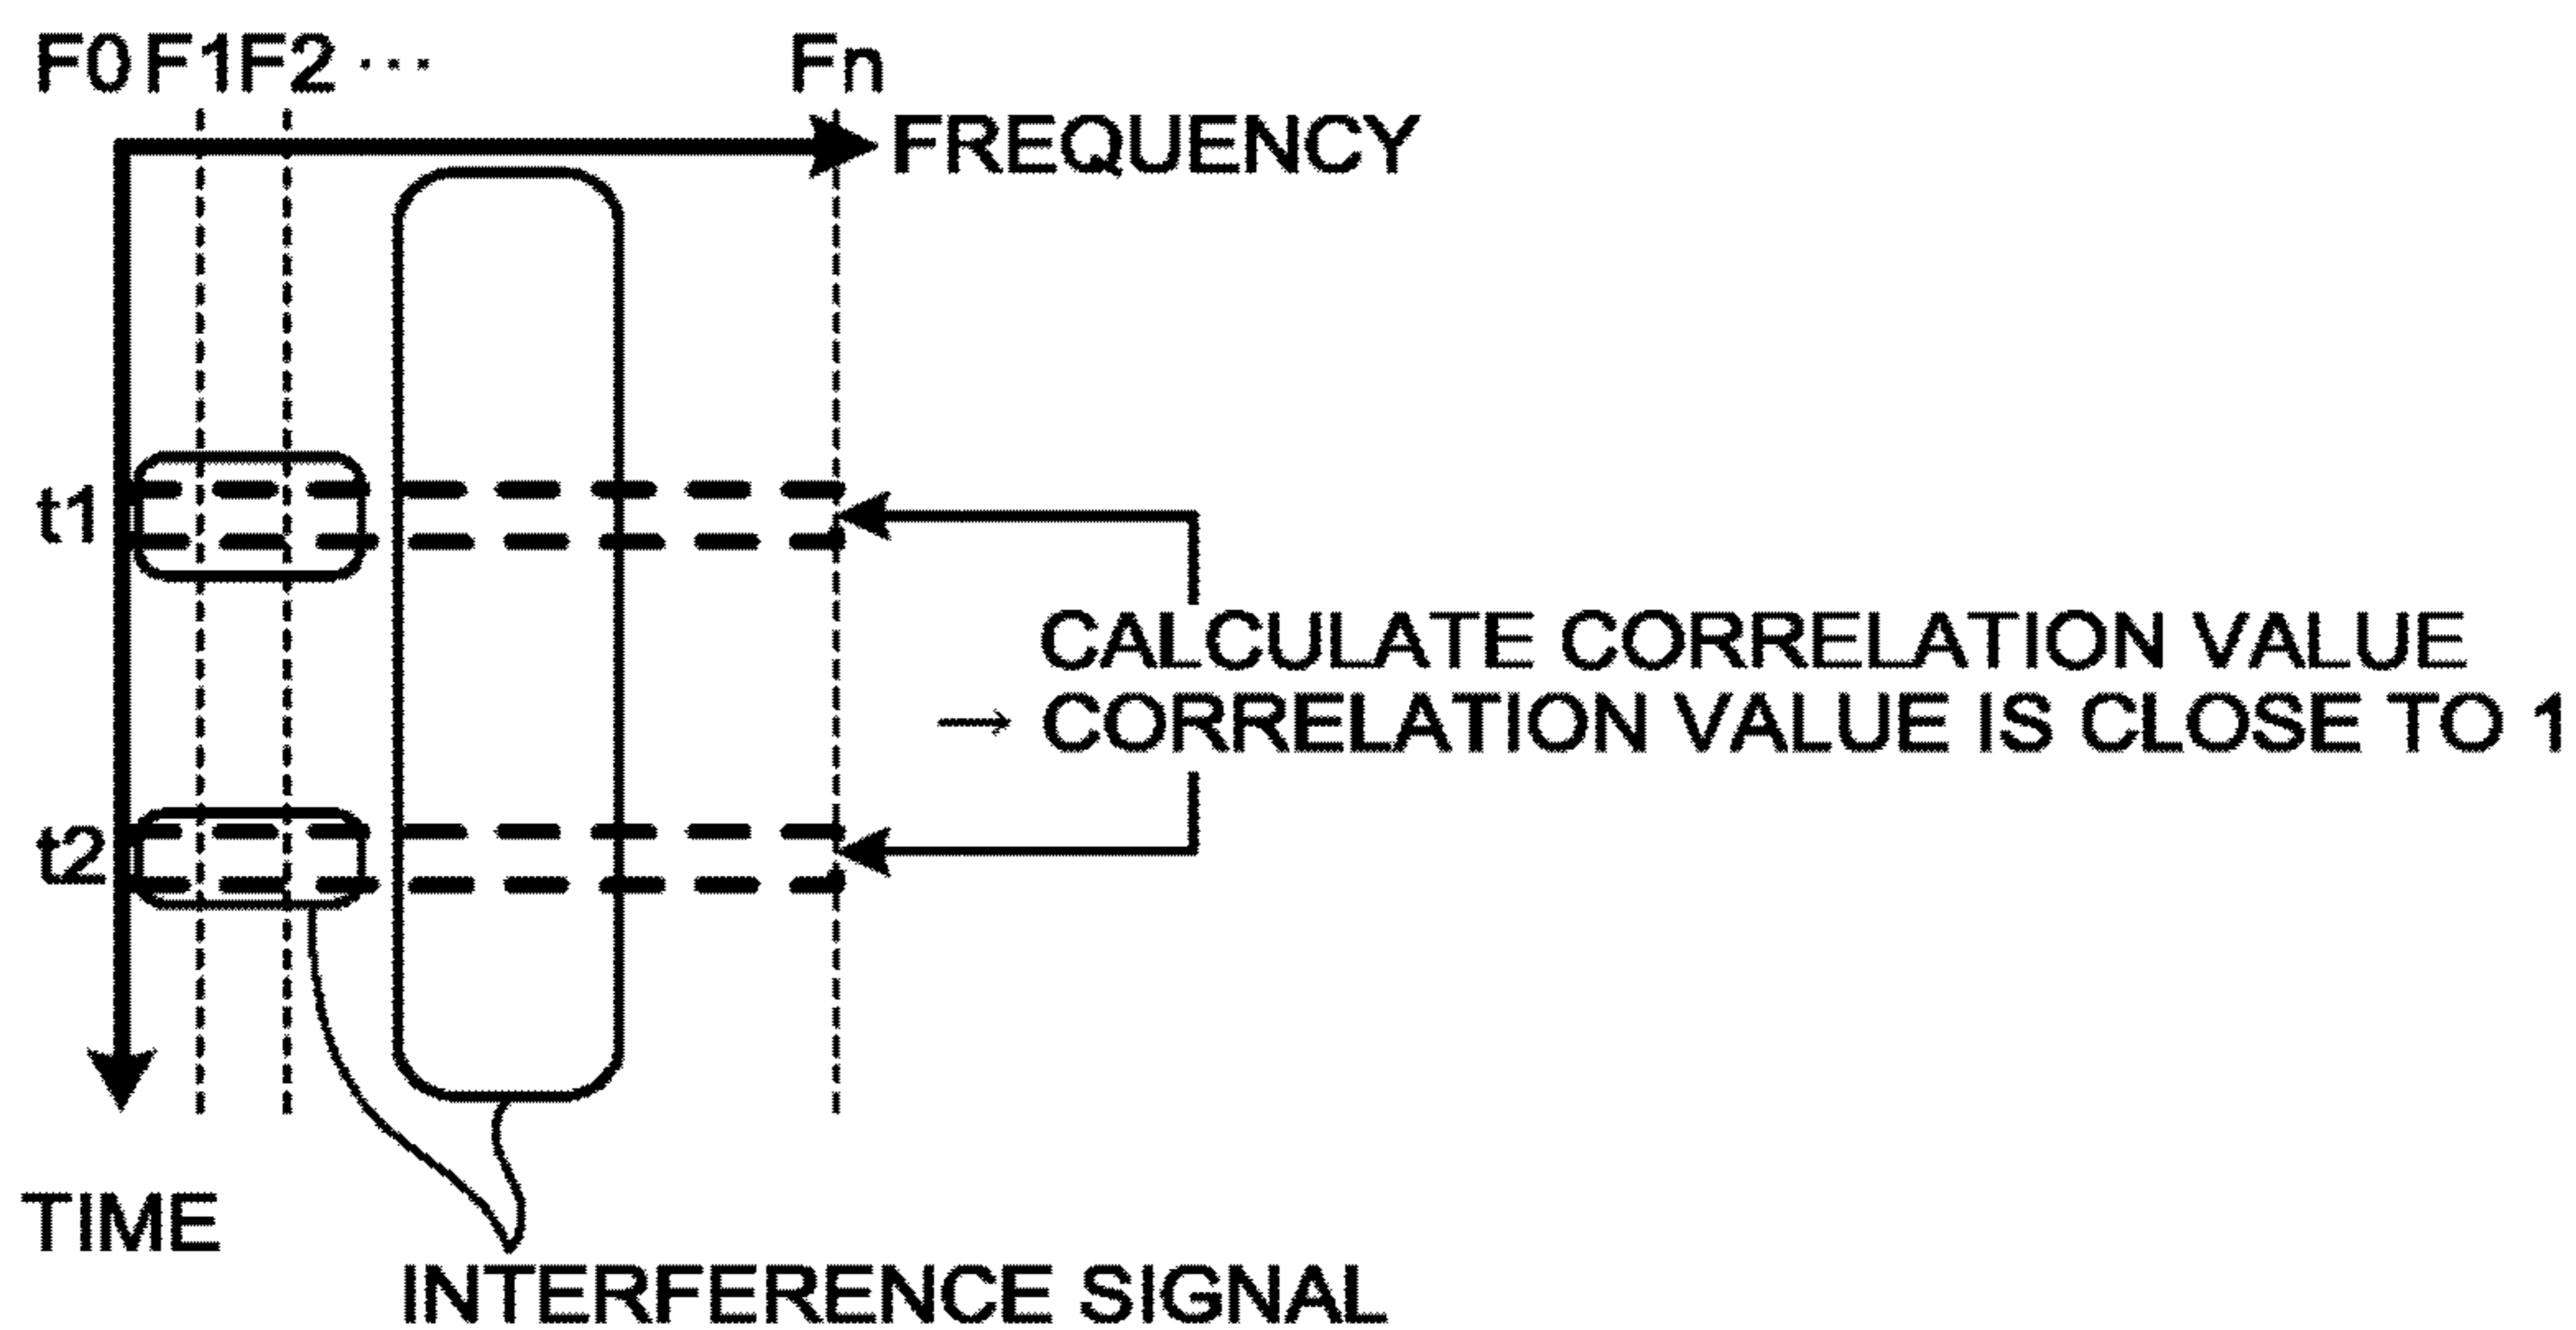 F0 F1 F2 ··· Fn
FREQUENCY
t1
CALCULATE CORRELATION VALUE
→ CORRELATION VALUE IS CLOSE TO 1
t2
TIME
INTERFERENCE SIGNAL